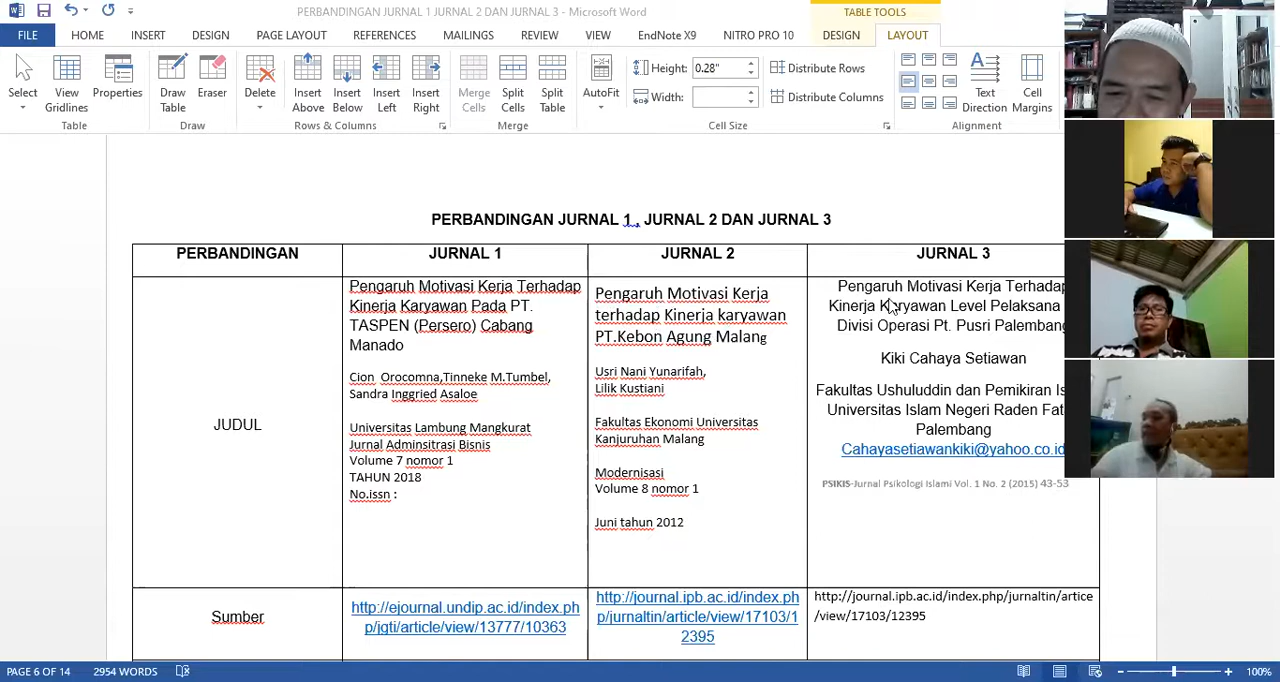 PERBANDINGAN JURNAL 1 JURNAL 2 DAN JURNAL 3 - Microsoft Word
TABLE TOOLS
FILE HOME INSERT DESIGN PAGE LAYOUT REFERENCES MAILINGS REVIEW VIEW EndNote X9 NITRO PRO 10 DESIGN LAYOUT
Select
View Gridlines
Properties
Draw Table
Eraser
Delete
Insert Above
Insert Below
Insert Left
Insert Right
Merge Cells
Split Cells
Split Table
AutoFit
Height: 0.28"
Width:
Distribute Rows
Distribute Columns
Text Direction
Cell Margins
Table
Draw
Rows & Columns
Merge
Cell Size
Alignment
PERBANDINGAN JURNAL 1 , JURNAL 2 DAN JURNAL 3
PERBANDINGAN
JURNAL 1
JURNAL 2
JURNAL 3
JUDUL
Pengaruh Motivasi Kerja Terhadap
Kinerja Karyawan Pada PT.
TASPEN (Persero) Cabang
Manado
Cion Orocomna,Tinneke M.Tumbel,
Sandra Inggried Asaloe
Universitas Lambung Mangkurat
Jurnal Adminsitrasi Bisnis
Volume 7 nomor 1
TAHUN 2018
No.issn :
Pengaruh Motivasi Kerja
terhadap Kinerja karyawan
PT.Kebon Agung Malang
Usri Nani Yunarifah,
Lilik Kustiani
Fakultas Ekonomi Universitas
Kanjuruhan Malang
Modernisasi
Volume 8 nomor 1
Juni tahun 2012
Pengaruh Motivasi Kerja Terhadap
Kinerja Karyawan Level Pelaksana
Divisi Operasi Pt. Pusri Palembang
Kiki Cahaya Setiawan
Fakultas Ushuluddin dan Pemikiran Is
Universitas Islam Negeri Raden Fat
Palembang
Cahayasetiawankiki@yahoo.co.id
PSIKIS-Jurnal Psikologi Islami Vol. 1 No. 2 (2015) 43-53
Sumber
http://ejournal.undip.ac.id/index.ph
p/jgti/article/view/13777/10363
http://journal.ipb.ac.id/index.ph
p/jurnaltin/article/view/17103/1
2395
http://journal.ipb.ac.id/index.php/jurnaltin/artice
/view/17103/12395
PAGE 6 OF 14 2954 WORDS 100%